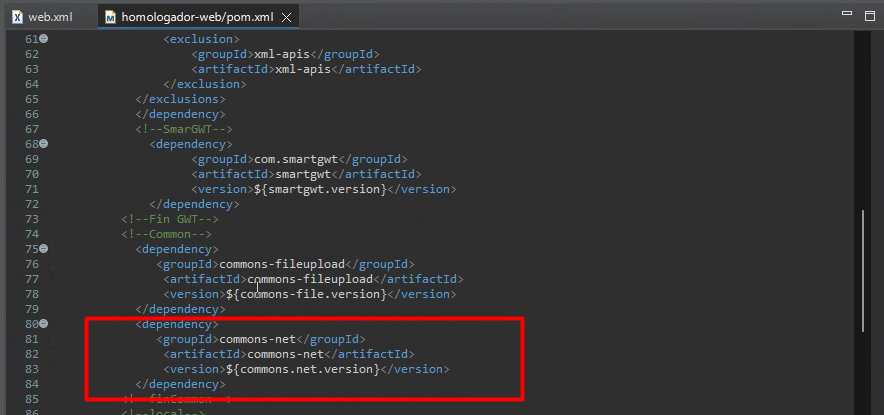 web.xml homologador-web/pom.xml
61 <exclusion>
62 <groupId>xml-apis</groupId>
63 <artifactId>xml-apis</artifactId>
64 </exclusion>
65 </exclusions>
66 </dependency>
67 <!--SmarGWT-->
68 <dependency>
69 <groupId>com.smartgwt</groupId>
70 <artifactId>smartgwt</artifactId>
71 <version>${smartgwt.version}</version>
72 </dependency>
73 <!--Fin GWT-->
74 <!--Common-->
75 <dependency>
76 <groupId>commons-fileupload</groupId>
77 <artifactId>commons-fileupload</artifactId>
78 <version>${commons-file.version}</version>
79 </dependency>
80 <dependency>
81 <groupId>commons-net</groupId>
82 <artifactId>commons-net</artifactId>
83 <version>${commons.net.version}</version>
84 </dependency>
85 <!--finCommon-->
86 <!--local-->